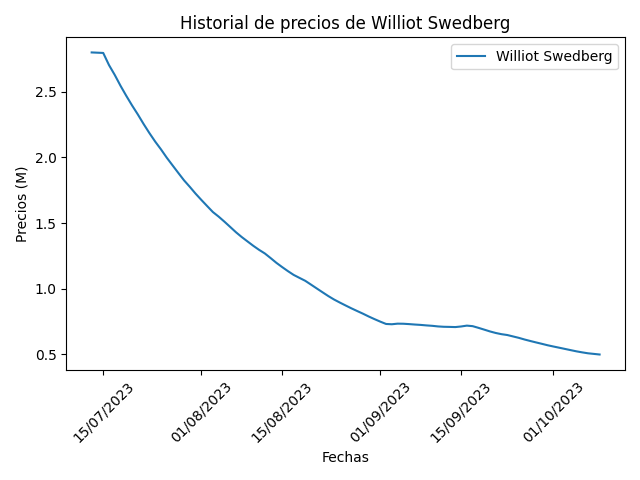 Historial de precios de Williot Swedberg
Williot Swedberg
Precios (M)
2.5
2.0
1.5
1.0
0.5
15/07/2023
01/08/2023
15/08/2023
01/09/2023
15/09/2023
01/10/2023
Fechas